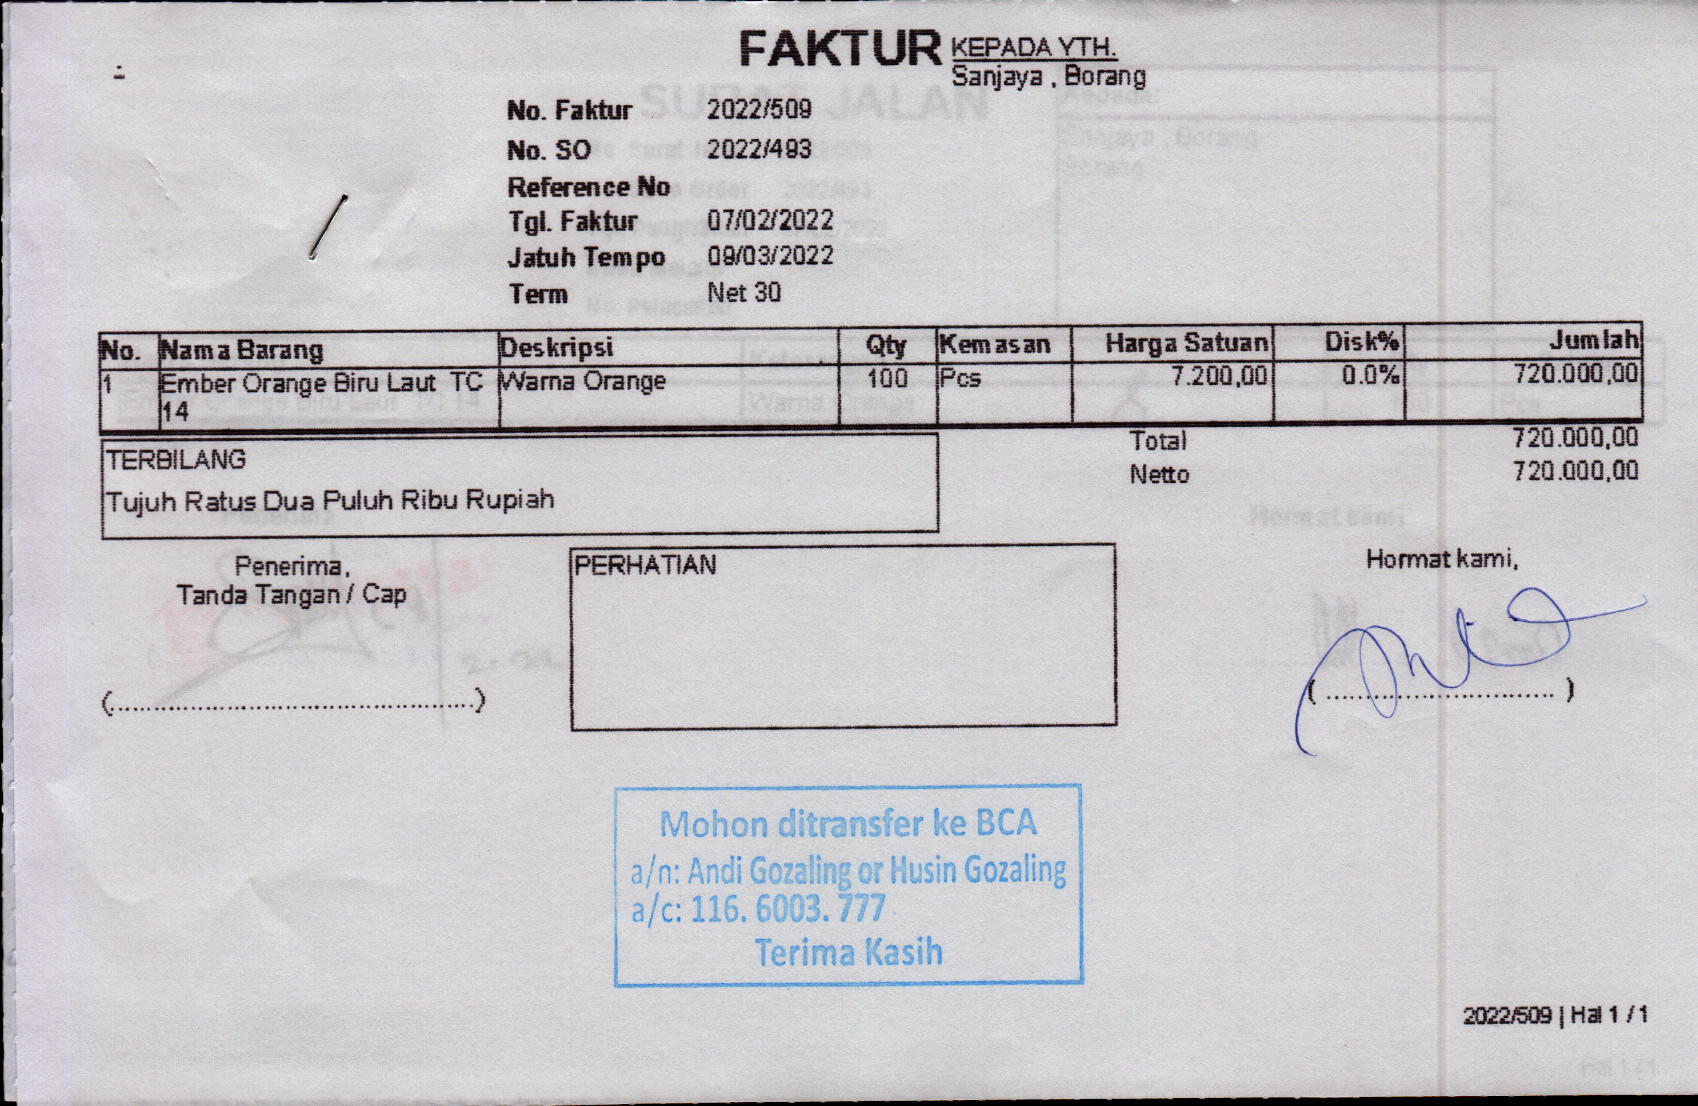 FAKTUR
KEPADA YTH.
Sanjaya , Borang
No. Faktur 2022/509
No. SO 2022/493
Reference No
Tgl. Faktur 07/02/2022
Jatuh Tempo 09/03/2022
Term Net 30
No. Nama Barang Deskripsi Qty Kemasan Harga Satuan Disk% Jumlah
1 Ember Orange Biru Laut TC Warna Orange 100 Pcs 7.200,00 0.0% 720.000,00
14
Total 720.000,00
Netto 720.000,00
TERBILANG
Tujuh Ratus Dua Puluh Ribu Rupiah
Penerima,
Tanda Tangan / Cap
(..............................................)
PERHATIAN
Hormat kami,
( ............................. )
Mohon ditransfer ke BCA
a/n: Andi Gozaling or Husin Gozaling
a/c: 116. 6003. 777
Terima Kasih
2022/509 | Hal 1 / 1